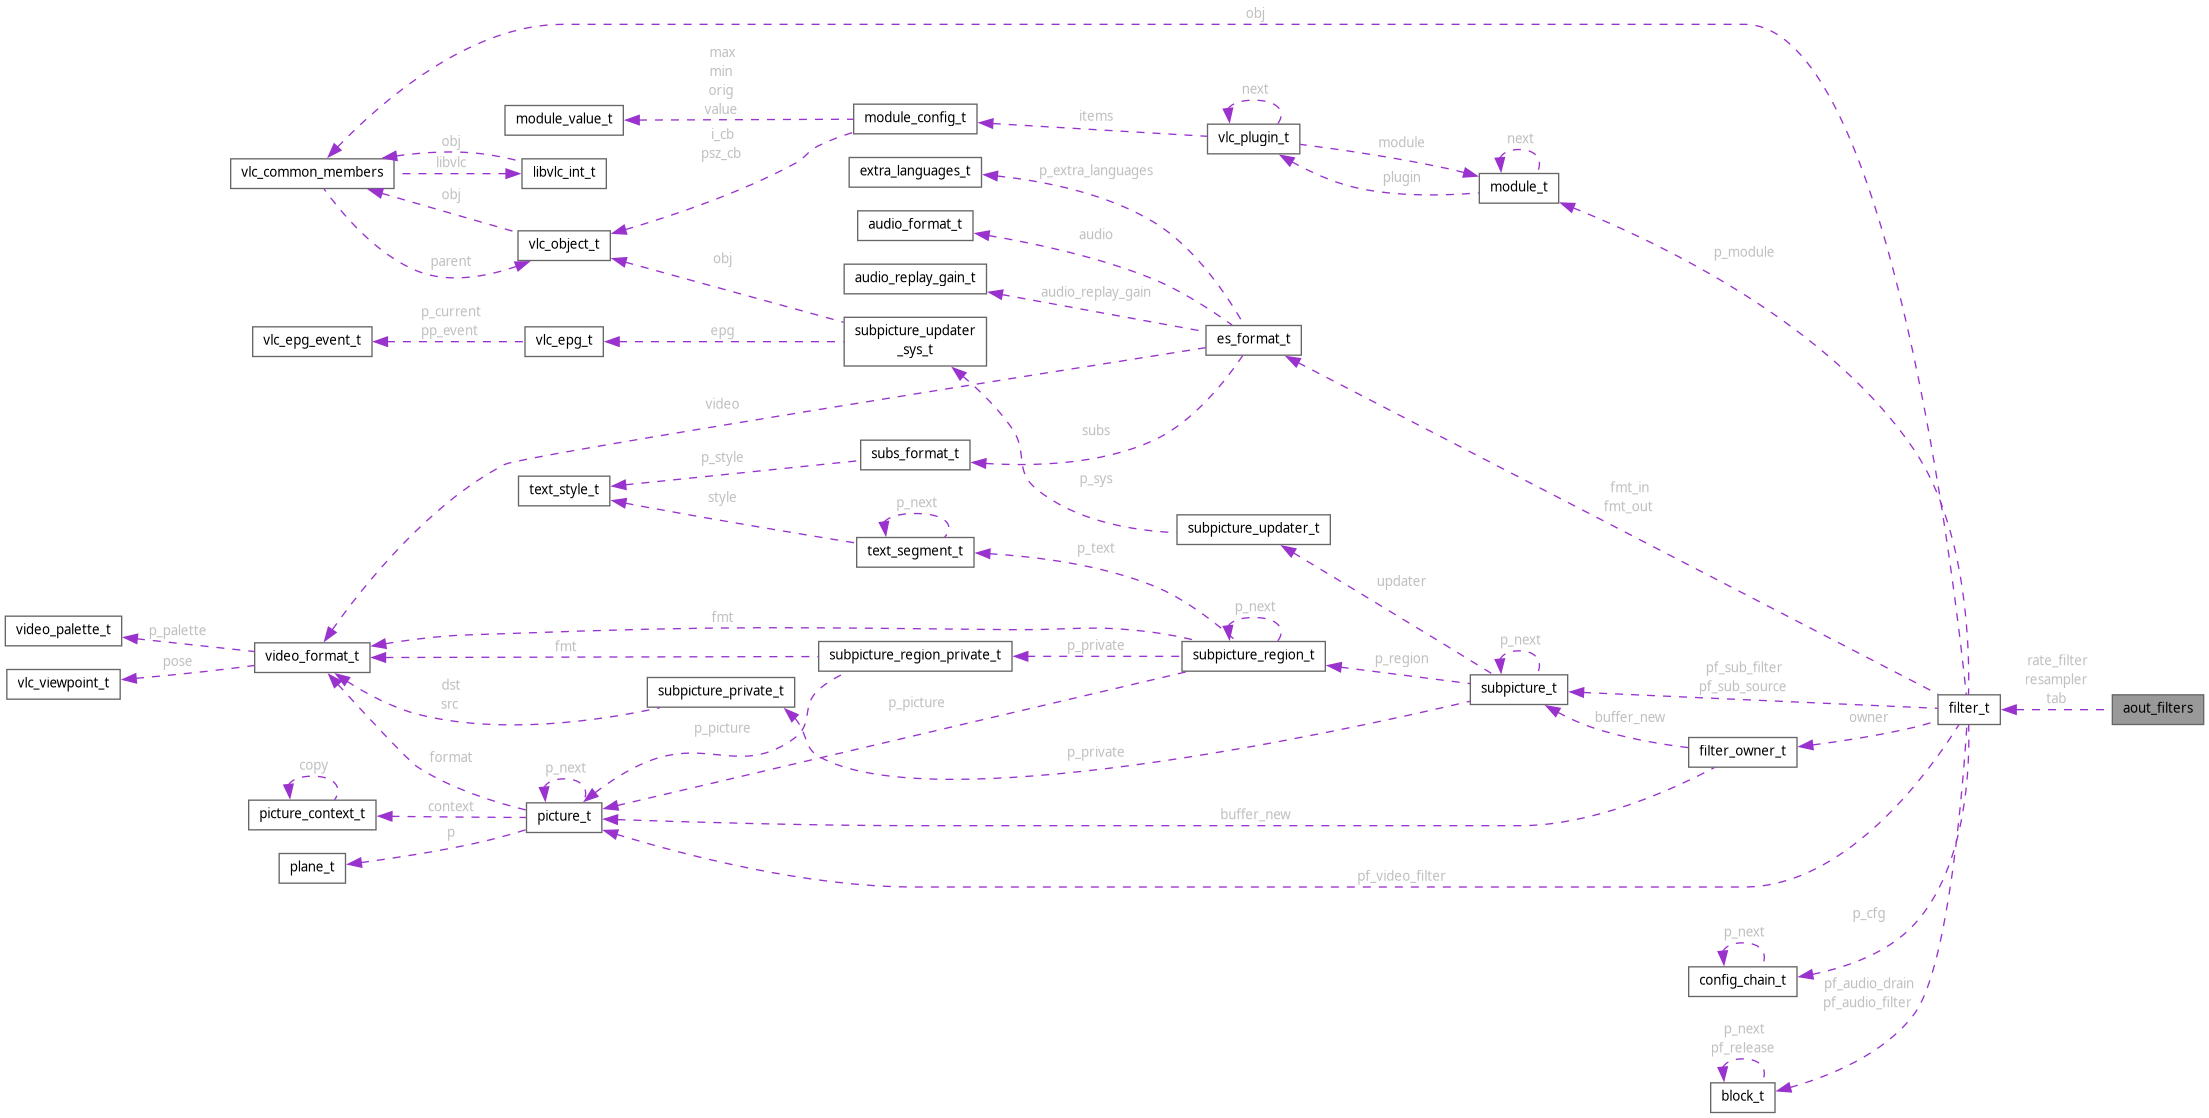 obj
max
min
orig
value
module_value_t
module_config_t
next
items
vlc_plugin_t
module
next
plugin
module_t
i_cb
psz_cb
obj
libvlc
vlc_common_members
libvlc_int_t
extra_languages_t
p_extra_languages
obj
vlc_object_t
parent
audio_format_t
audio
obj
audio_replay_gain_t
audio_replay_gain
p_module
vlc_epg_event_t
p_current
pp_event
vlc_epg_t
epg
subpicture_updater
_sys_t
es_format_t
video
subs_format_t
subs
p_style
text_style_t
style
p_next
text_segment_t
p_sys
fmt_in
fmt_out
subpicture_updater_t
p_text
updater
video_palette_t
p_palette
fmt
p_next
video_format_t
fmt
subpicture_region_private_t
p_private
subpicture_region_t
p_region
p_next
subpicture_t
pf_sub_filter
pf_sub_source
rate_filter
resampler
tab
filter_t
aout_filters
vlc_viewpoint_t
pose
dst
src
subpicture_private_t
p_picture
p_picture
p_private
buffer_new
owner
filter_owner_t
format
copy
p_next
picture_context_t
context
picture_t
buffer_new
p
plane_t
pf_video_filter
p_cfg
p_next
config_chain_t
pf_audio_drain
pf_audio_filter
p_next
pf_release
block_t